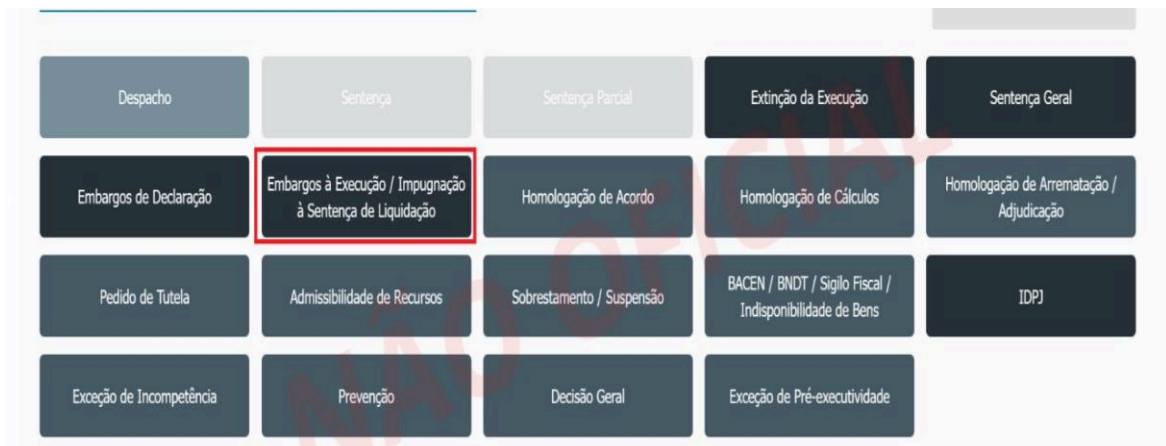 Despacho
Sentença
Sentença Parcial
Extinção da Execução
Sentença Geral
Embargos de Declaração
Embargos à Execução / Impugnação
à Sentença de Liquidação
Homologação de Acordo
Homologação de Cálculos
Homologação de Arrematação /
Adjudicação
Pedido de Tutela
Admissibilidade de Recursos
Sobrestamento / Suspensão
BACEN / BNDT / Sigilo Fiscal /
Indisponibilidade de Bens
IDPJ
Exceção de Incompetência
Prevenção
Decisão Geral
Exceção de Pré-executividade
NÃO OFICIAL